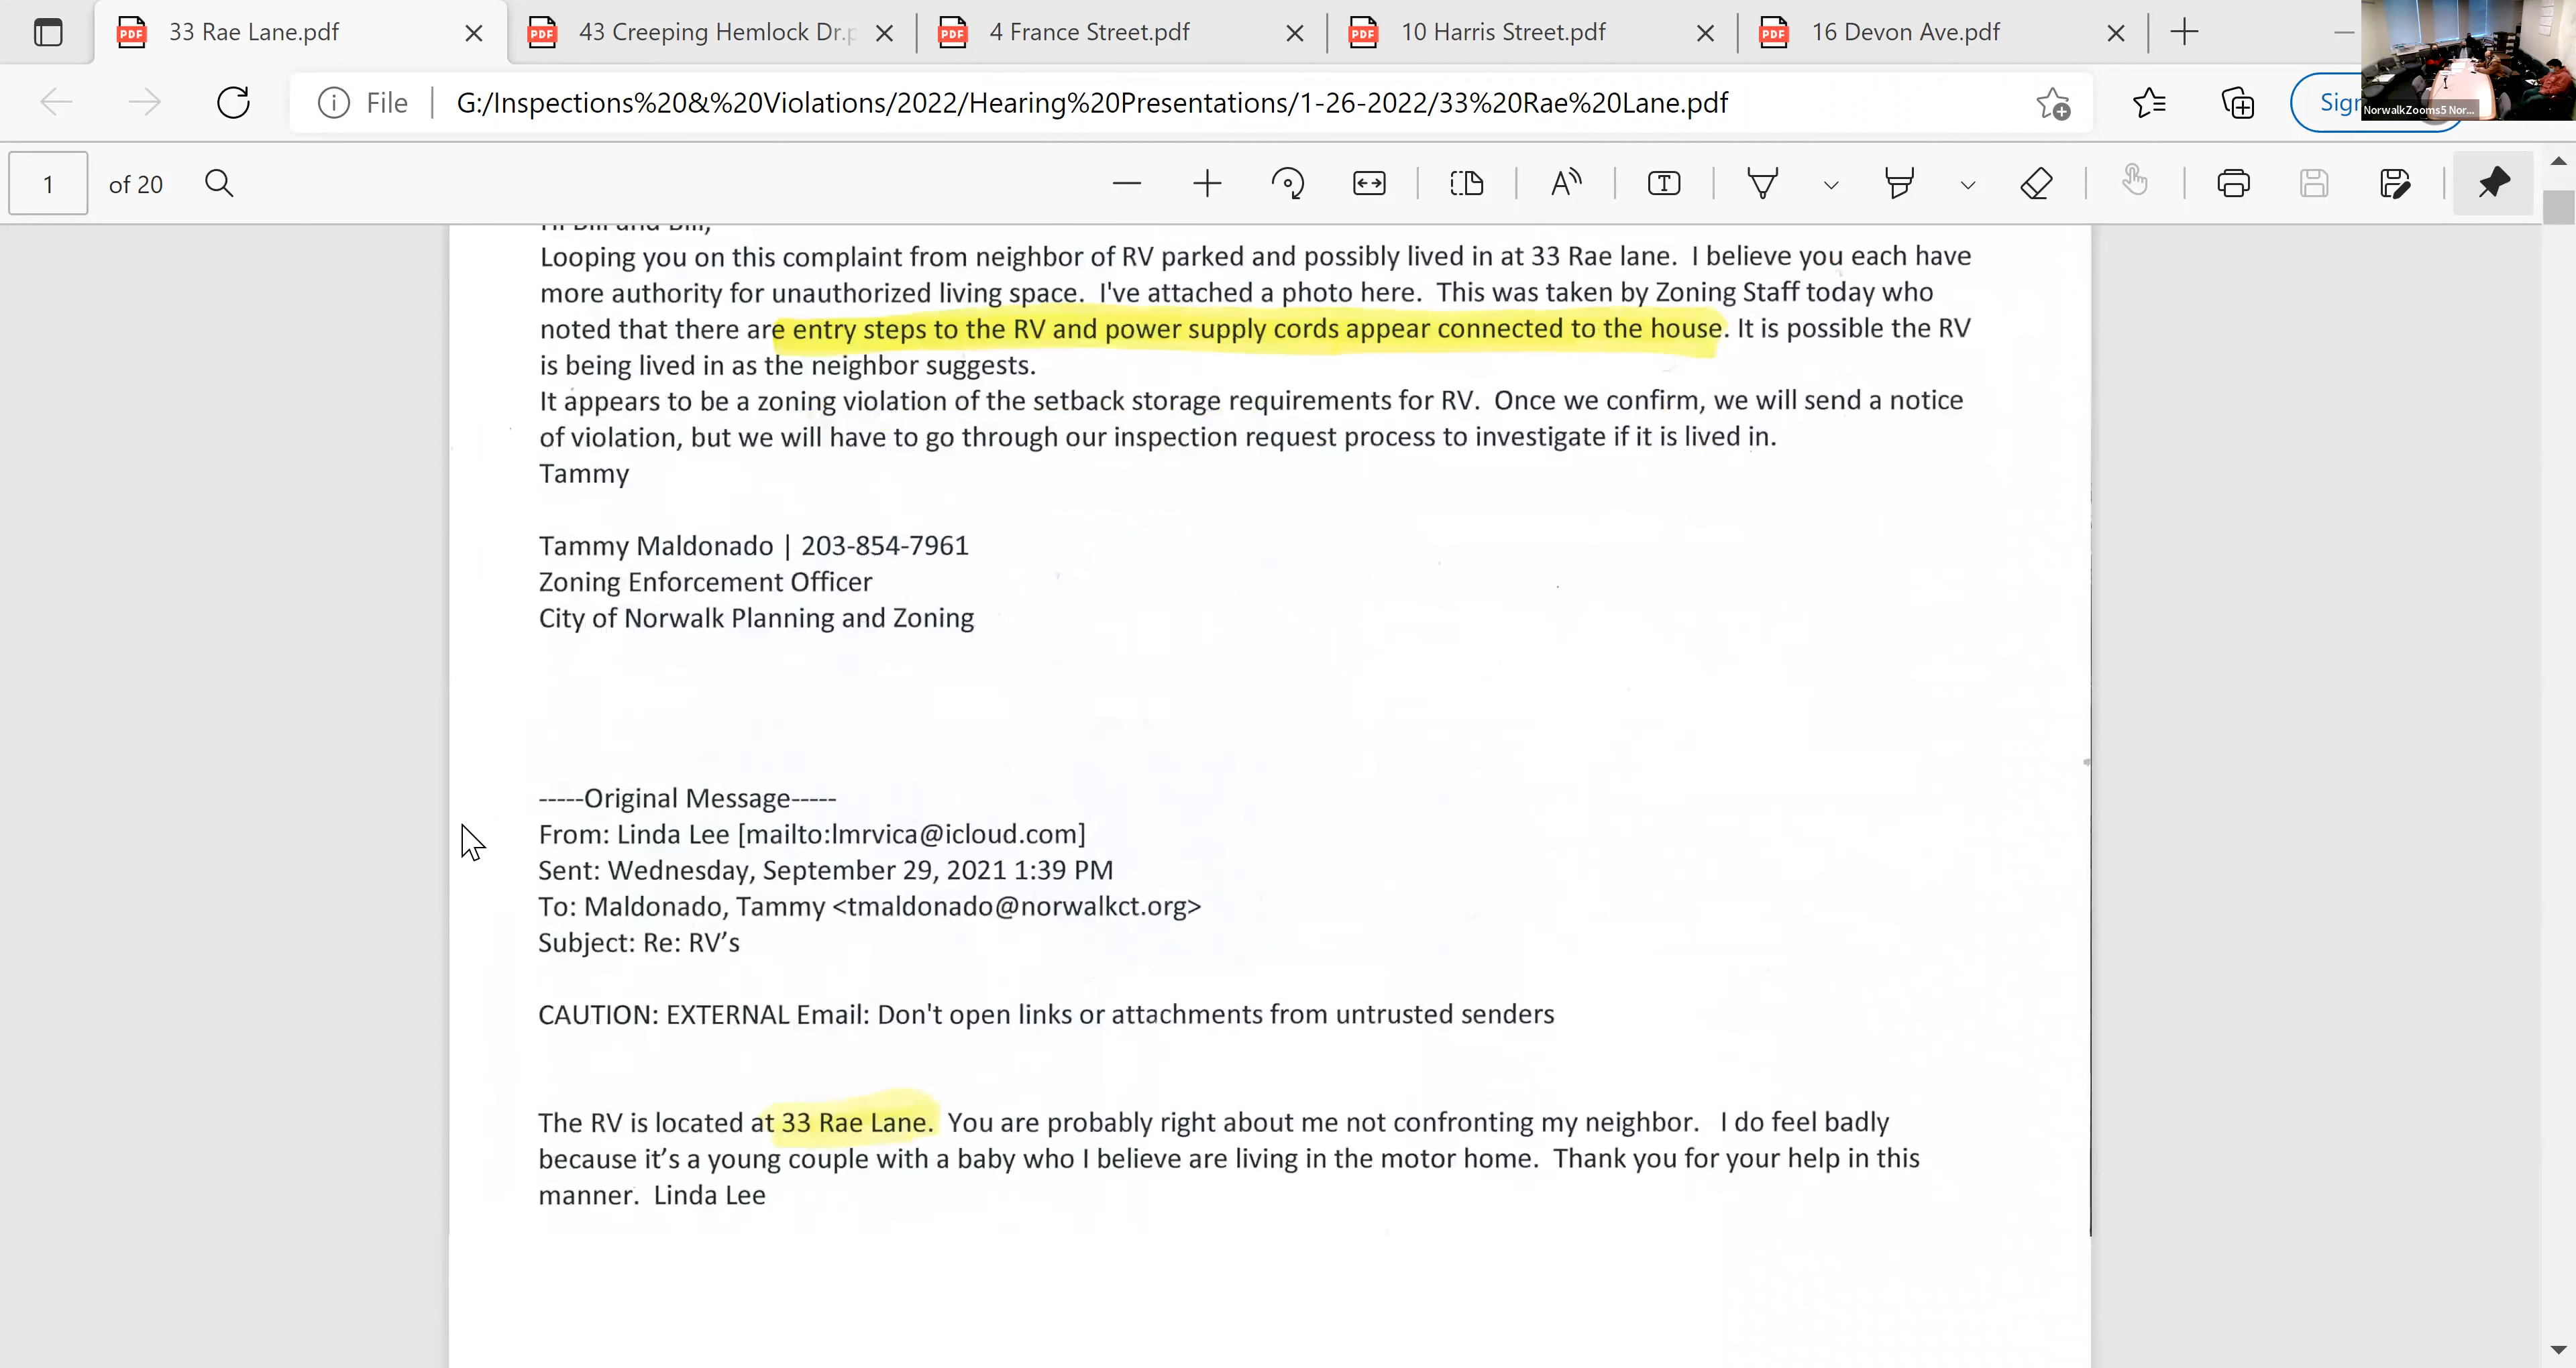 33 Rae Lane.pdf
43 Creeping Hemlock Dr.p
4 France Street.pdf
10 Harris Street.pdf
16 Devon Ave.pdf
File
G:/Inspections%20&%20Violations/2022/Hearing%20Presentations/1-26-2022/33%20Rae%20Lane.pdf
Sign
NorwalkZooms5 Nor...
1 of 20
Hi Bill and Bill,
Looping you on this complaint from neighbor of RV parked and possibly lived in at 33 Rae lane. I believe you each have
more authority for unauthorized living space. I've attached a photo here. This was taken by Zoning Staff today who
noted that there are entry steps to the RV and power supply cords appear connected to the house. It is possible the RV
is being lived in as the neighbor suggests.
It appears to be a zoning violation of the setback storage requirements for RV. Once we confirm, we will send a notice
of violation, but we will have to go through our inspection request process to investigate if it is lived in.
Tammy
Tammy Maldonado | 203-854-7961
Zoning Enforcement Officer
City of Norwalk Planning and Zoning
-----Original Message-----
From: Linda Lee [mailto:lmrvica@icloud.com]
Sent: Wednesday, September 29, 2021 1:39 PM
To: Maldonado, Tammy <tmaldonado@norwalkct.org>
Subject: Re: RV's
CAUTION: EXTERNAL Email: Don't open links or attachments from untrusted senders
The RV is located at 33 Rae Lane. You are probably right about me not confronting my neighbor. I do feel badly
because it's a young couple with a baby who I believe are living in the motor home. Thank you for your help in this
manner. Linda Lee